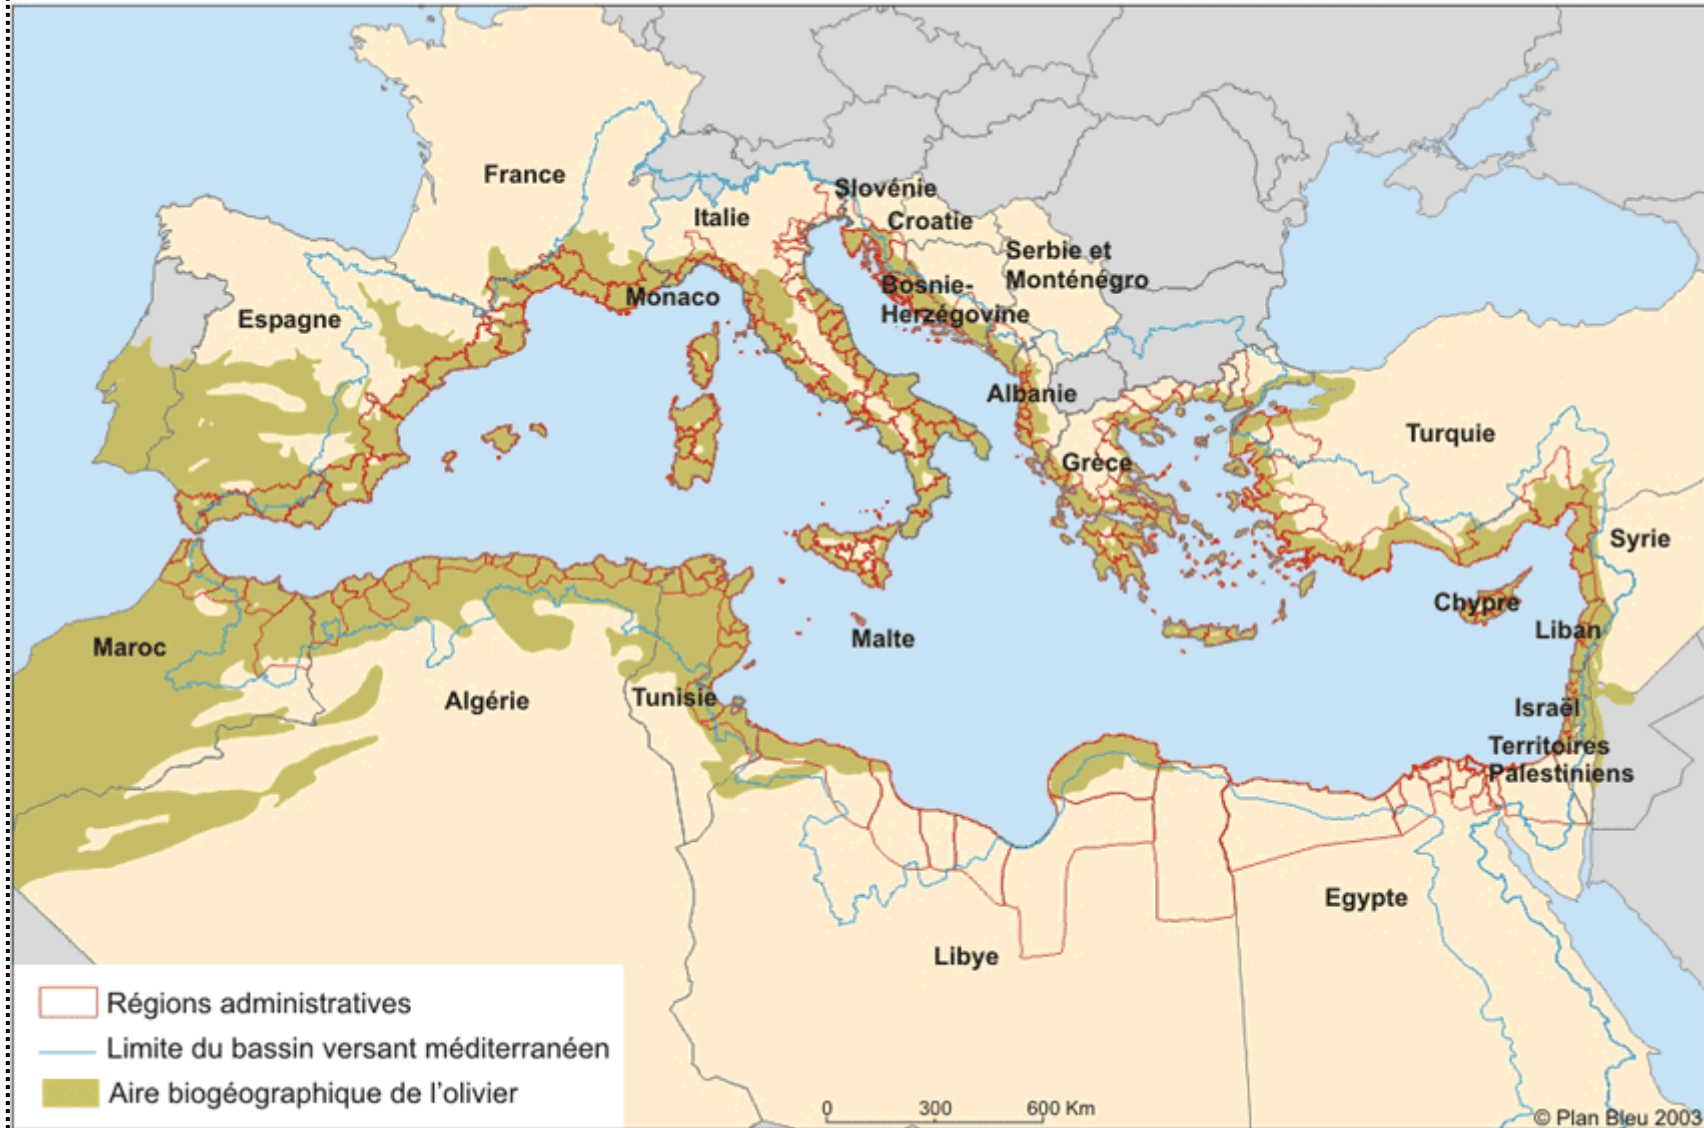 France
Slovénie
Italie
Croatie
Serbie et
Monténégro
Monaco
Bosnie-
Herzégovine
Espagne
Albanie
Turquie
Grèce
Syrie
Chypre
Liban
Maroc
Malte
Algérie
Tunisie
Israël
Territoires
Palestiniens
Egypte
Libye
Régions administratives
Limite du bassin versant méditerranéen
Aire biogéographique de l'olivier
0 300 600 Km
© Plan Bleu 2003